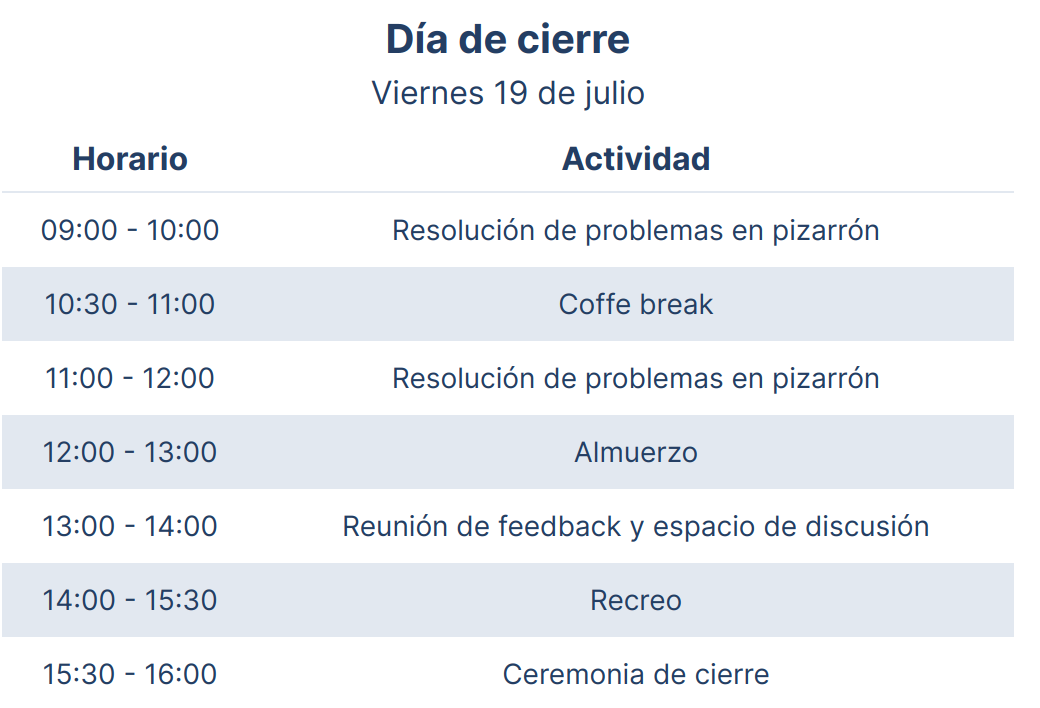 Día de cierre
Viernes 19 de julio
Horario Actividad
09:00 - 10:00 Resolución de problemas en pizarrón
10:30 - 11:00 Coffe break
11:00 - 12:00 Resolución de problemas en pizarrón
12:00 - 13:00 Almuerzo
13:00 - 14:00 Reunión de feedback y espacio de discusión
14:00 - 15:30 Recreo
15:30 - 16:00 Ceremonia de cierre